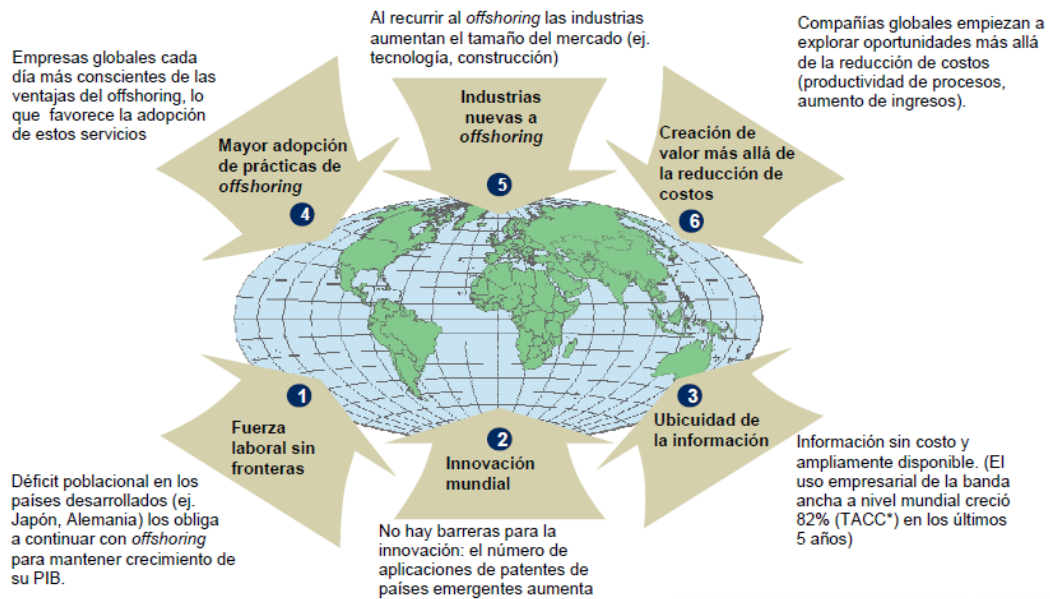 Empresas globales cada
día más conscientes de las
ventajas del offshoring, lo
que favorece la adopción
de estos servicios
Al recurrir al offshoring las industrias
aumentan el tamaño del mercado (ej.
tecnología, construcción)
Compañías globales empiezan a
explorar oportunidades más allá
de la reducción de costos
(productividad de procesos,
aumento de ingresos).
Mayor adopción
de prácticas de
offshoring
4
Industrias
nuevas a
offshoring
5
Creación de
valor más allá de
la reducción de
costos
6
1
Fuerza
laboral sin
fronteras
2
Innovación
mundial
3
Ubicuidad de
la información
Déficit poblacional en los
países desarrollados (ej.
Japón, Alemania) los obliga
a continuar con offshoring
para mantener crecimiento de
su PIB.
No hay barreras para la
innovación: el número de
aplicaciones de patentes de
países emergentes aumenta
Información sin costo y
ampliamente disponible. (El
uso empresarial de la banda
ancha a nivel mundial creció
82% (TACC*) en los últimos
5 años)